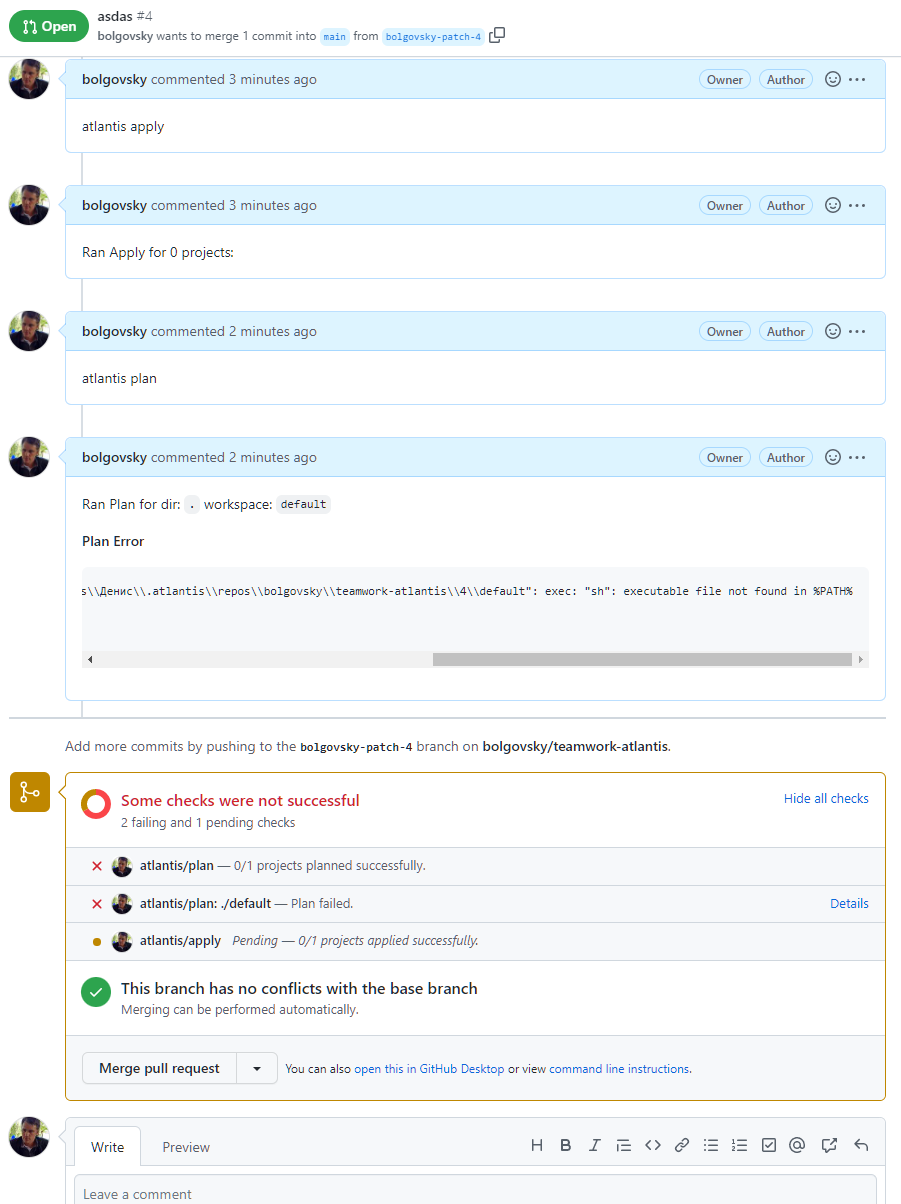 Open
asdas #4
bolgovsky wants to merge 1 commit into main from bolgovsky-patch-4
bolgovsky commented 3 minutes ago Owner Author
atlantis apply
bolgovsky commented 3 minutes ago Owner Author
Ran Apply for 0 projects:
bolgovsky commented 2 minutes ago Owner Author
atlantis plan
bolgovsky commented 2 minutes ago Owner Author
Ran Plan for dir: . workspace: default
Plan Error
s\\Денис\\.atlantis\\repos\\bolgovsky\\teamwork-atlantis\\4\\default": exec: "sh": executable file not found in %PATH%
Add more commits by pushing to the bolgovsky-patch-4 branch on bolgovsky/teamwork-atlantis.
Some checks were not successful Hide all checks
2 failing and 1 pending checks
atlantis/plan — 0/1 projects planned successfully.
atlantis/plan: ./default — Plan failed. Details
atlantis/apply Pending — 0/1 projects applied successfully.
This branch has no conflicts with the base branch
Merging can be performed automatically.
Merge pull request You can also open this in GitHub Desktop or view command line instructions.
Write Preview
Leave a comment